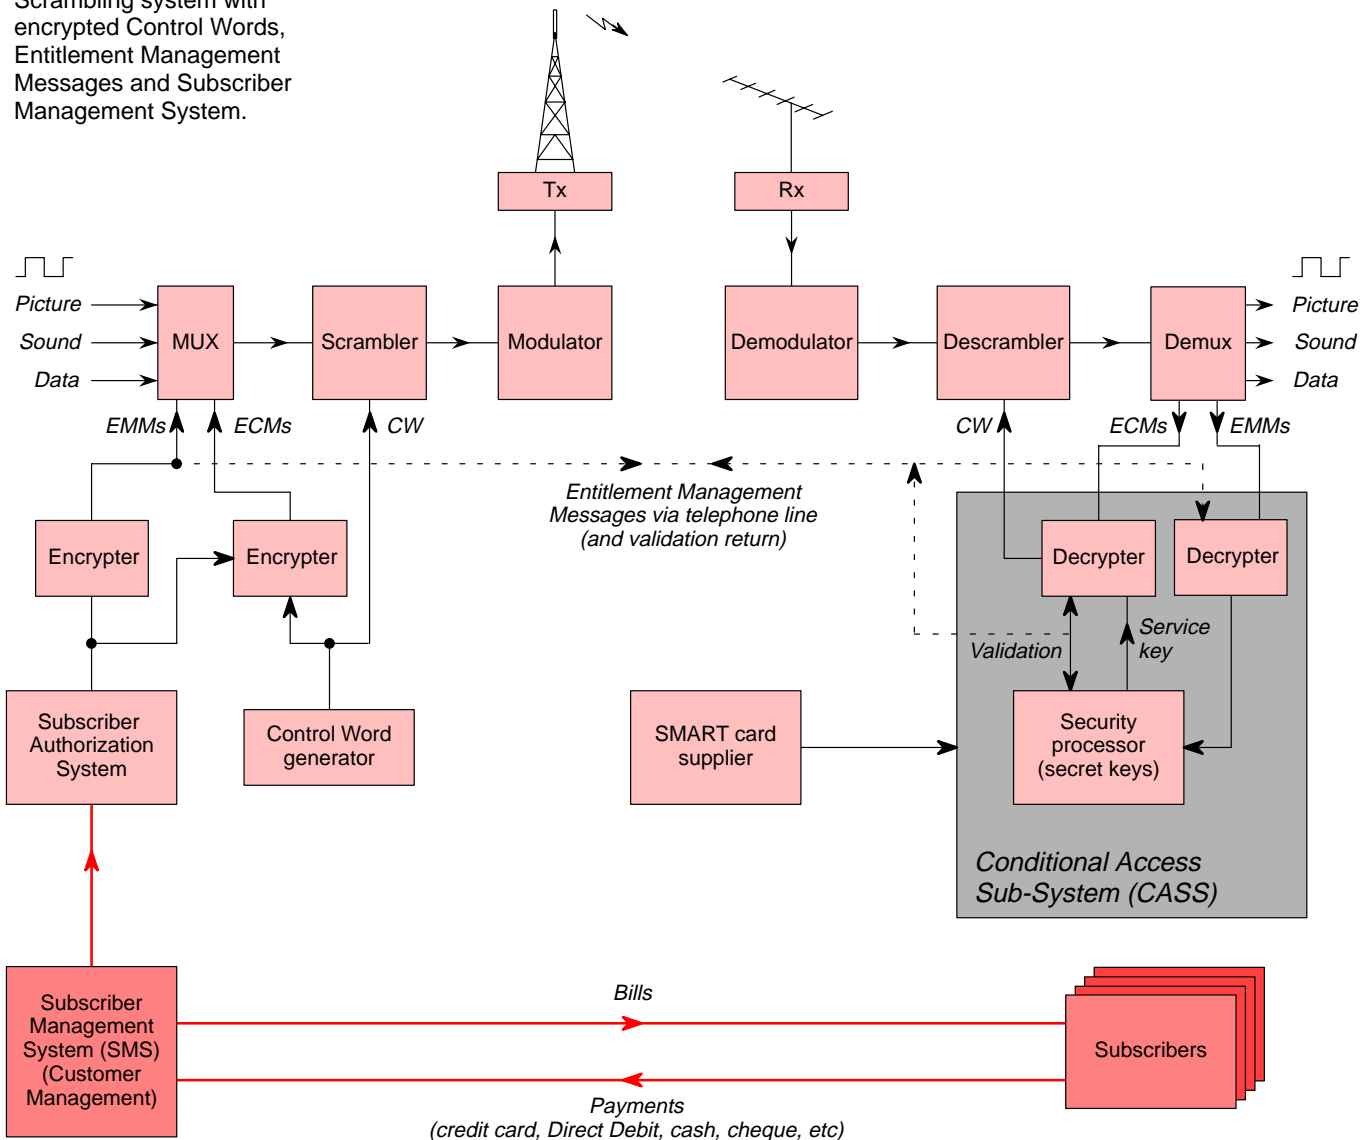 Scrambling system with
encrypted Control Words,
Entitlement Management
Messages and Subscriber
Management System.
Tx
Rx
Picture
Sound
Data
MUX
Scrambler
Modulator
Demodulator
Descrambler
Demux
Picture
Sound
Data
EMMs
ECMs
CW
CW
ECMs
EMMs
Entitlement Management
Messages via telephone line
(and validation return)
Encrypter
Encrypter
Decrypter
Decrypter
Validation
Service
key
Subscriber
Authorization
System
Control Word
generator
SMART card
supplier
Security
processor
(secret keys)
Conditional Access
Sub-System (CASS)
Subscriber
Management
System (SMS)
(Customer
Management)
Bills
Subscribers
Payments
(credit card, Direct Debit, cash, cheque, etc)